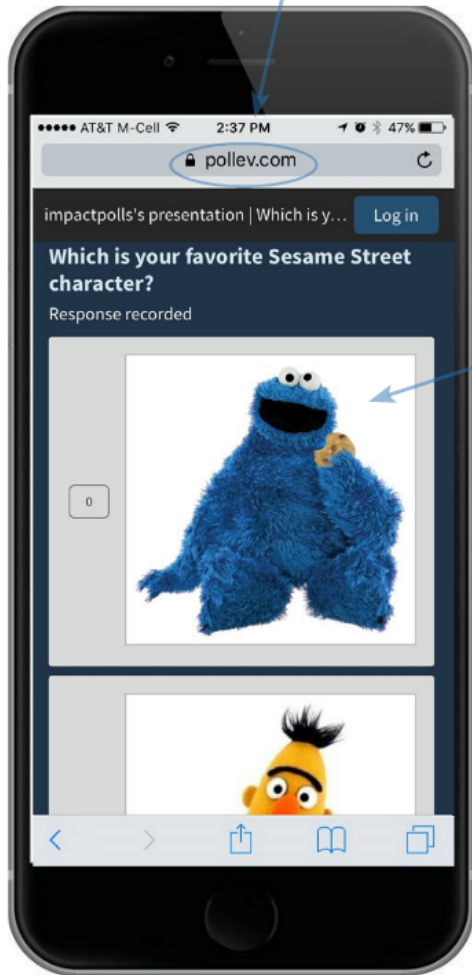 ●●●●● AT&T M-Cell 2:37 PM 47%
pollev.com
impactpolls's presentation | Which is y... Log in
Which is your favorite Sesame Street
character?
Response recorded
0